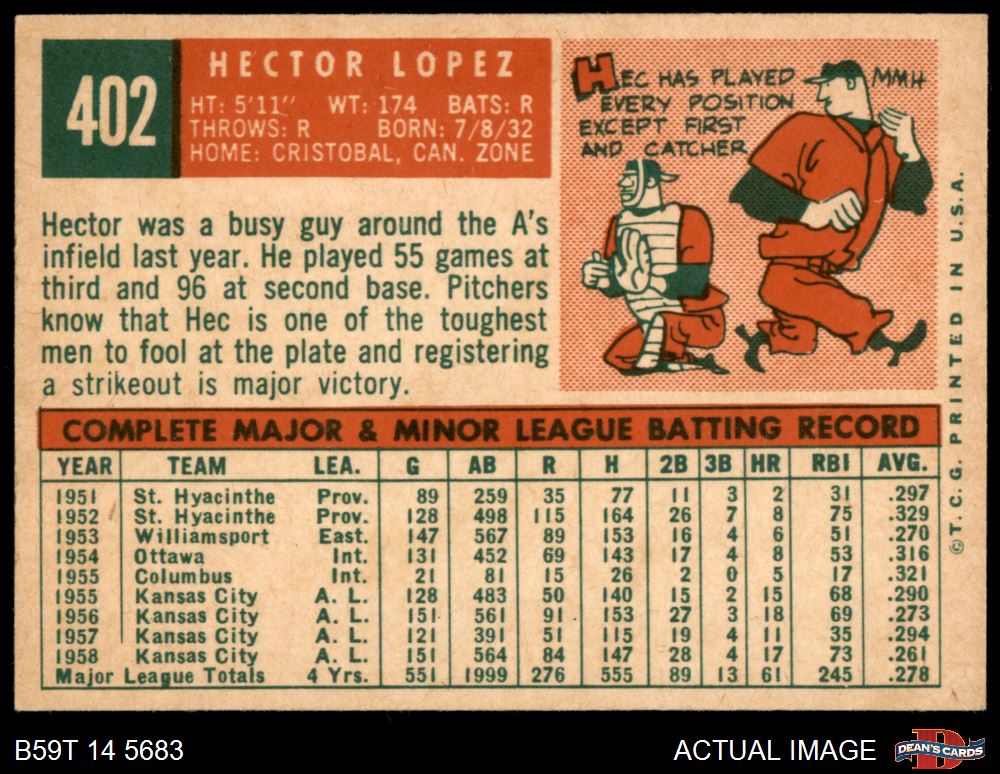 402
HECTOR LOPEZ
HT: 5'11" WT: 174 BATS: R
THROWS: R BORN: 7/8/32
HOME: CRISTOBAL, CAN. ZONE
HEC HAS PLAYED
EVERY POSITION
EXCEPT FIRST
AND CATCHER
MMH
Hector was a busy guy around the A's
infield last year. He played 55 games at
third and 96 at second base. Pitchers
know that Hec is one of the toughest
men to fool at the plate and registering
a strikeout is major victory.
COMPLETE MAJOR & MINOR LEAGUE BATTING RECORD
YEAR TEAM LEA. G AB R H 2B 3B HR RBI AVG.
1951 St. Hyacinthe Prov. 89 259 35 77 11 3 2 31 .297
1952 St. Hyacinthe Prov. 128 498 115 164 26 7 8 75 .329
1953 Williamsport East. 147 567 89 153 16 4 6 51 .270
1954 Ottawa Int. 131 452 69 143 17 4 8 53 .316
1955 Columbus Int. 21 81 15 26 2 0 5 17 .321
1955 Kansas City A. L. 128 483 50 140 15 2 15 68 .290
1956 Kansas City A. L. 151 561 91 153 27 3 18 69 .273
1957 Kansas City A. L. 121 391 51 115 19 4 11 35 .294
1958 Kansas City A. L. 151 564 84 147 28 4 17 73 .261
Major League Totals 4 Yrs. 551 1999 276 555 89 13 61 245 .278
©T. C. G. PRINTED IN U.S.A.
B59T 14 5683
ACTUAL IMAGE
DEAN'S CARDS